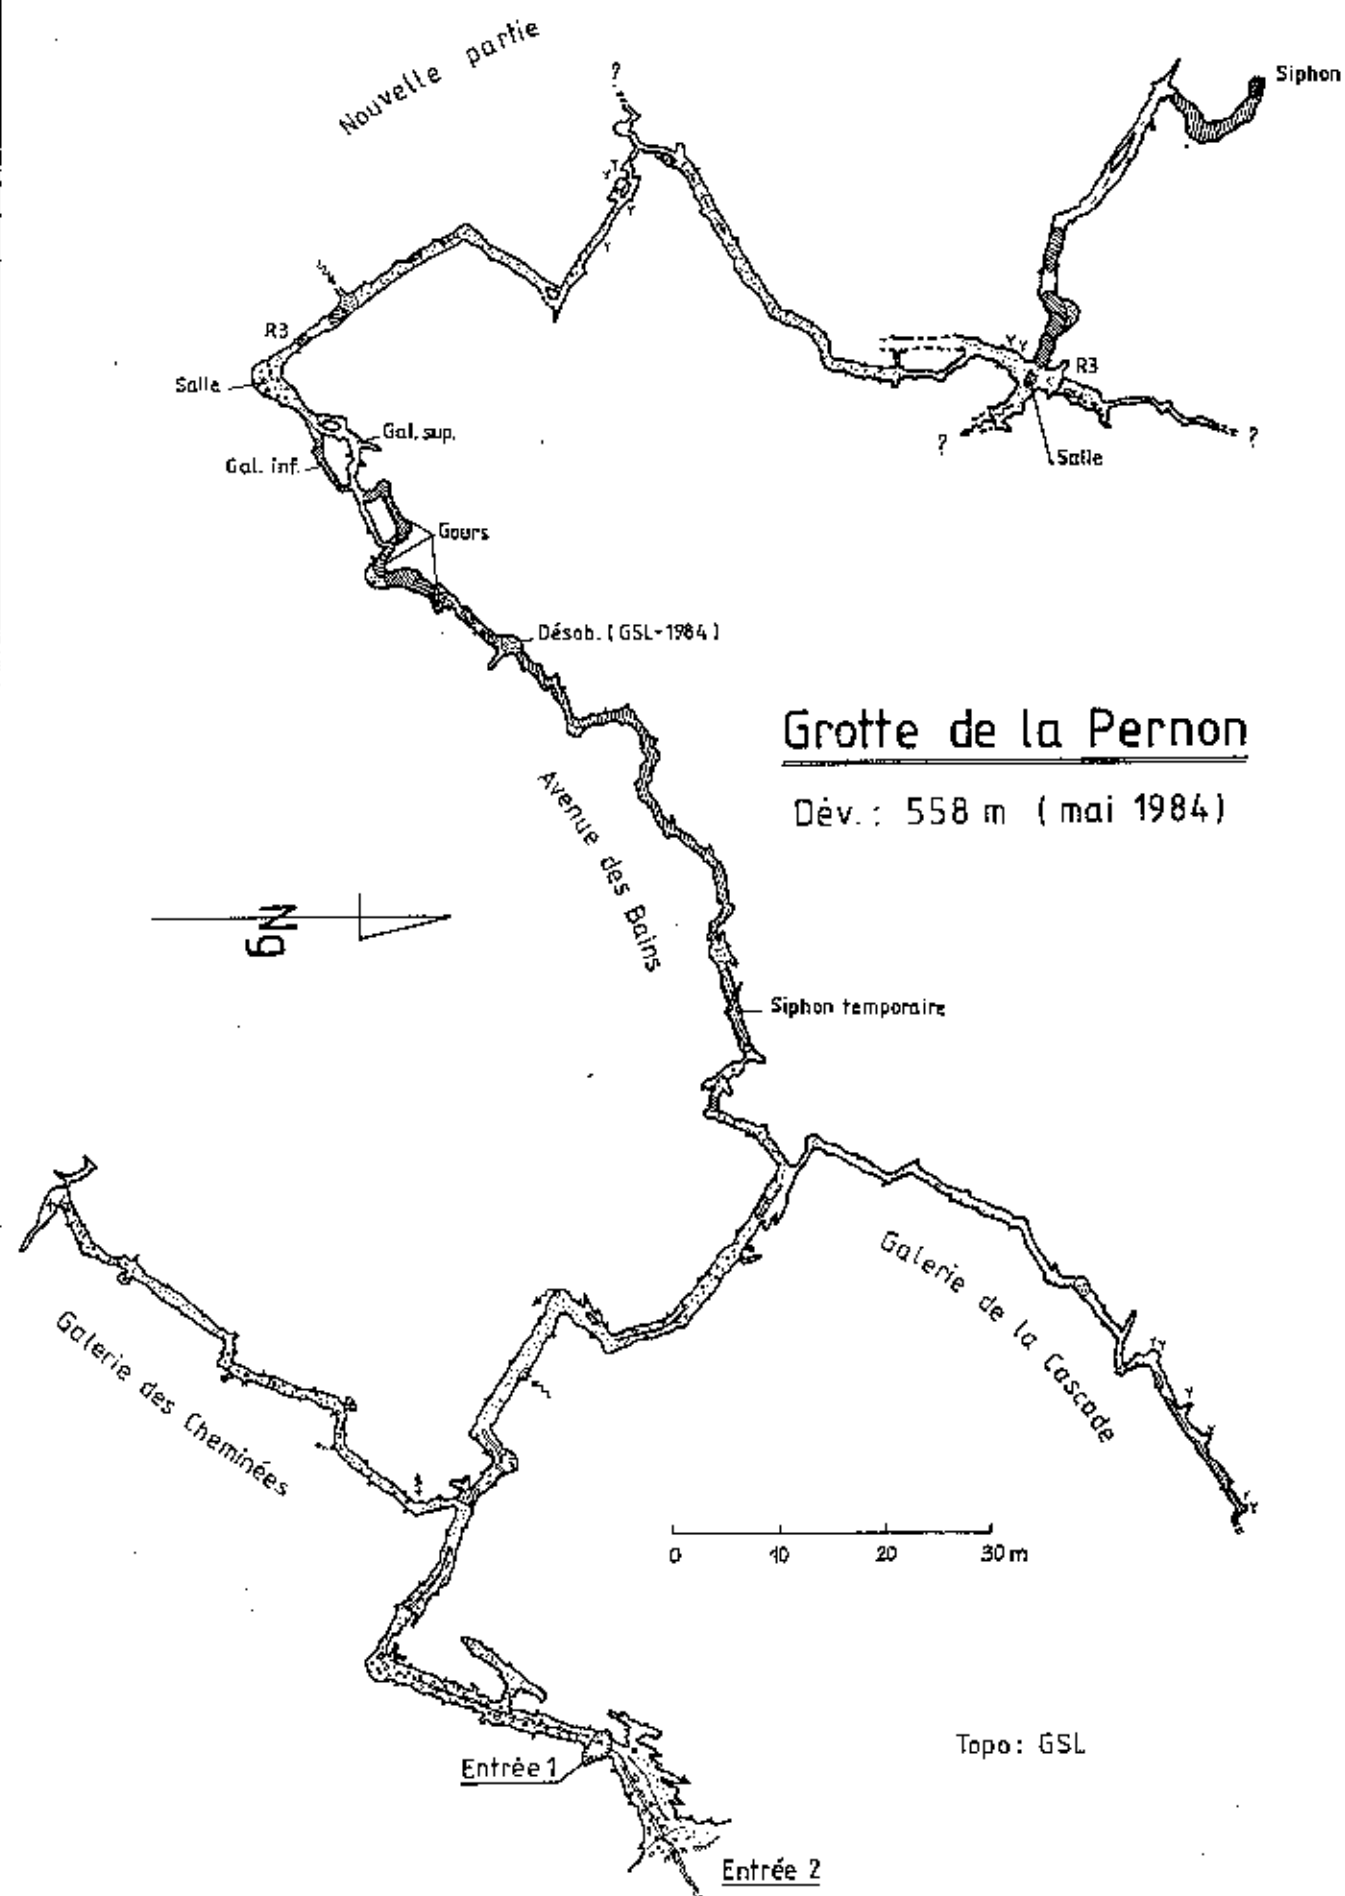 Nouvelle partie
?
Siphon
R3
Salle
Gal. sup.
Gal. inf.
Gours
Désob. (GSL-1984)
R3
?
?
Salle
Grotte de la Pernon
Dév.: 558 m (mai 1984)
Avenue des Bains
Ng
Siphon temporaire
Galerie de la Cascade
Galerie des Cheminées
0 10 20 30 m
Entrée 1
Topo: GSL
Entrée 2